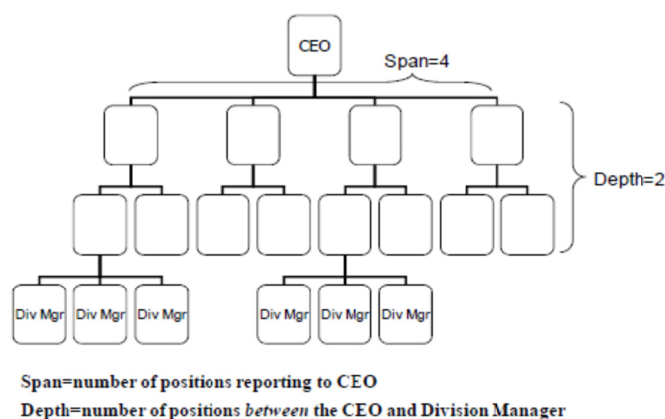 CEO
Span=4
Depth=2
Div Mgr Div Mgr Div Mgr Div Mgr Div Mgr Div Mgr
Span=number of positions reporting to CEO
Depth=number of positions between the CEO and Division Manager